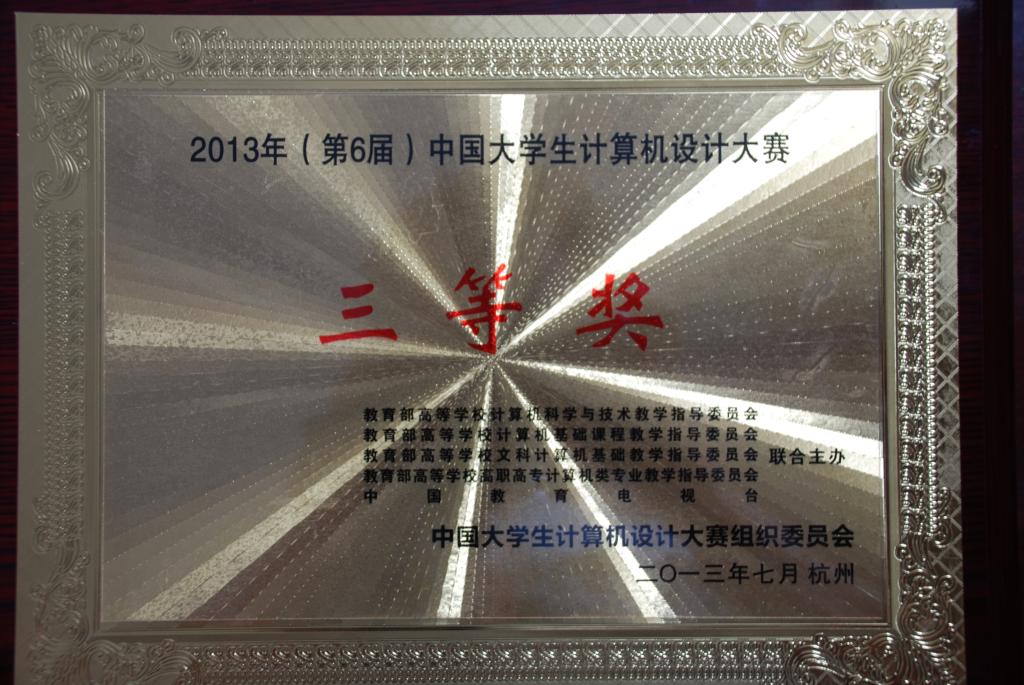 2013年（第6届）中国大学生计算机设计大赛
三等奖
教育部高等学校计算机科学与技术教学指导委员会
教育部高等学校计算机基础课程教学指导委员会
教育部高等学校文科计算机基础教学指导委员会 联合主办
教育部高等学校高职高专计算机类专业教学指导委员会
中国教育电视台
中国大学生计算机设计大赛组织委员会
二〇一三年七月 杭州